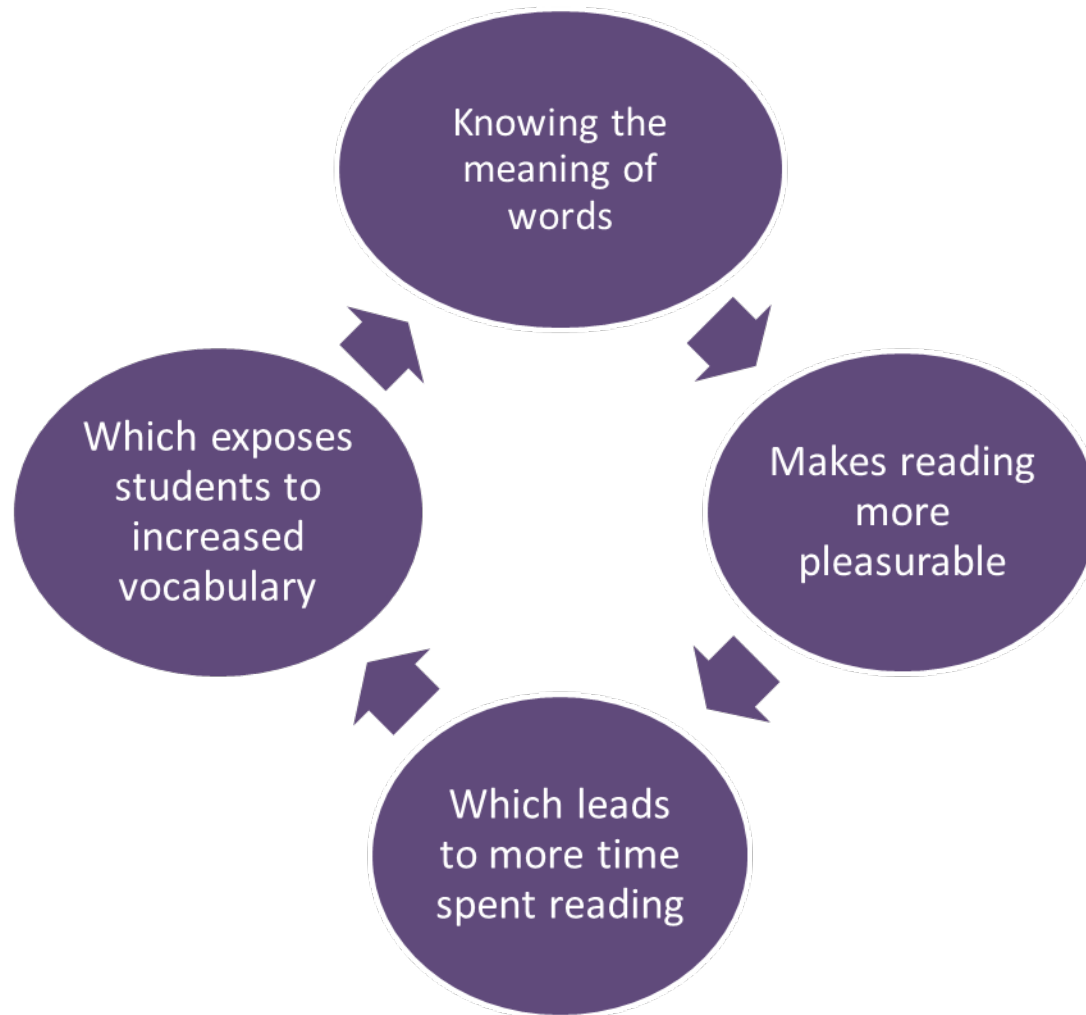 Knowing the
meaning of
words
Makes reading
more
pleasurable
Which leads
to more time
spent reading
Which exposes
students to
increased
vocabulary